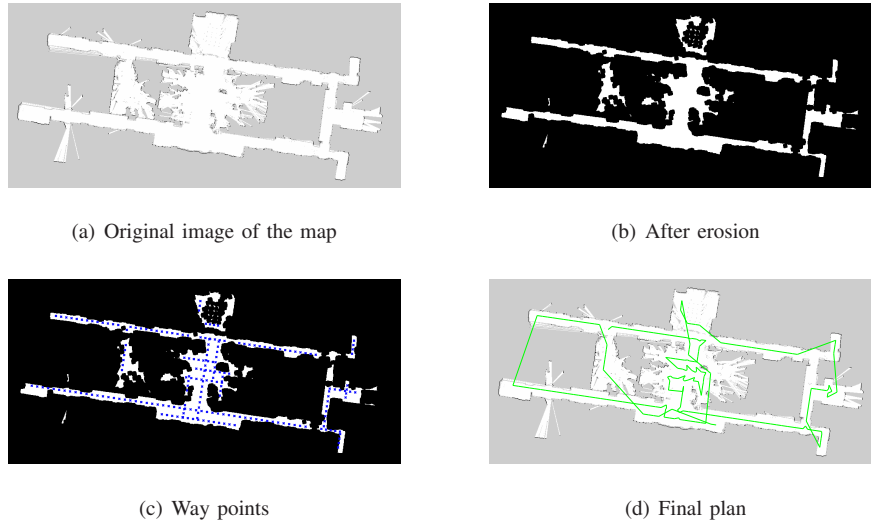 (a) Original image of the map
(b) After erosion
(c) Way points
(d) Final plan